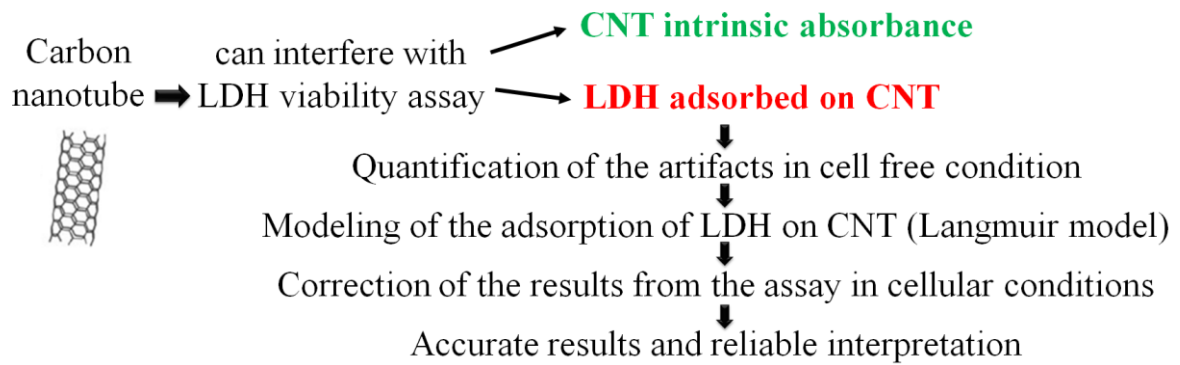 Carbon
nanotube
can interfere with
LDH viability assay
CNT intrinsic absorbance
LDH adsorbed on CNT
Quantification of the artifacts in cell free condition
Modeling of the adsorption of LDH on CNT (Langmuir model)
Correction of the results from the assay in cellular conditions
Accurate results and reliable interpretation